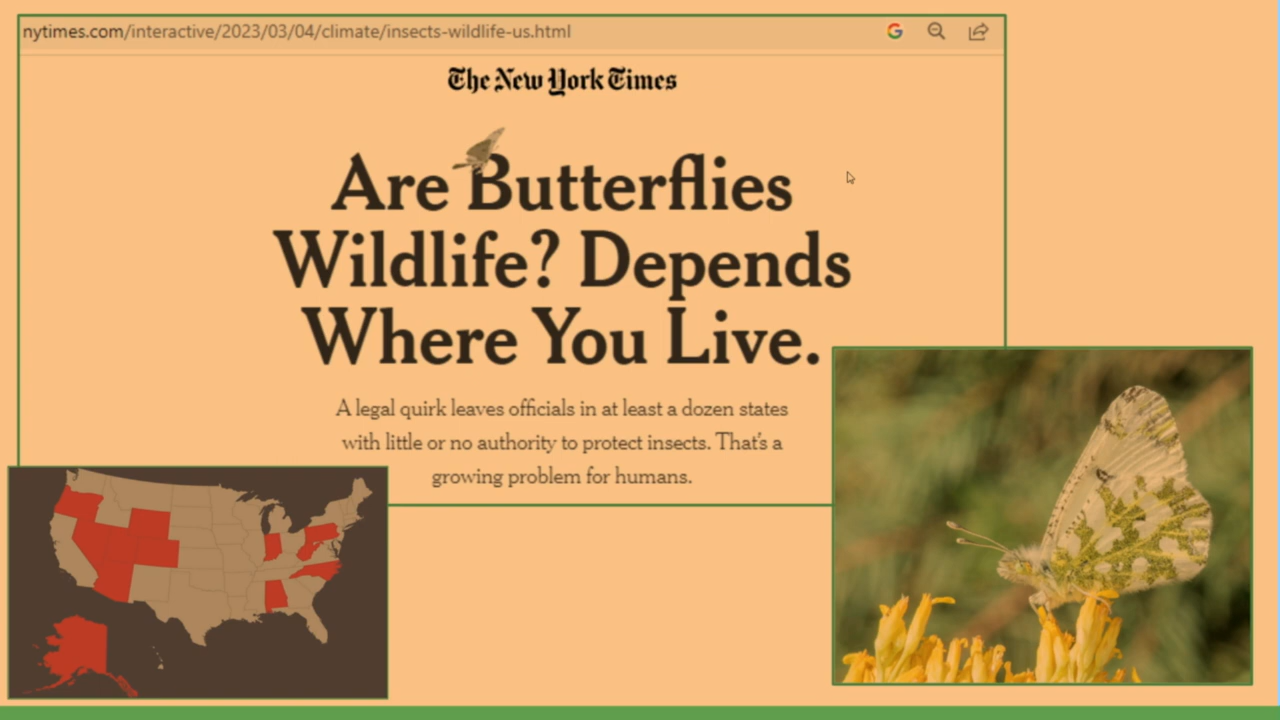 nytimes.com/interactive/2023/03/04/climate/insects-wildlife-us.html
The New York Times
Are Butterflies
Wildlife? Depends
Where You Live.
A legal quirk leaves officials in at least a dozen states
with little or no authority to protect insects. That's a
growing problem for humans.